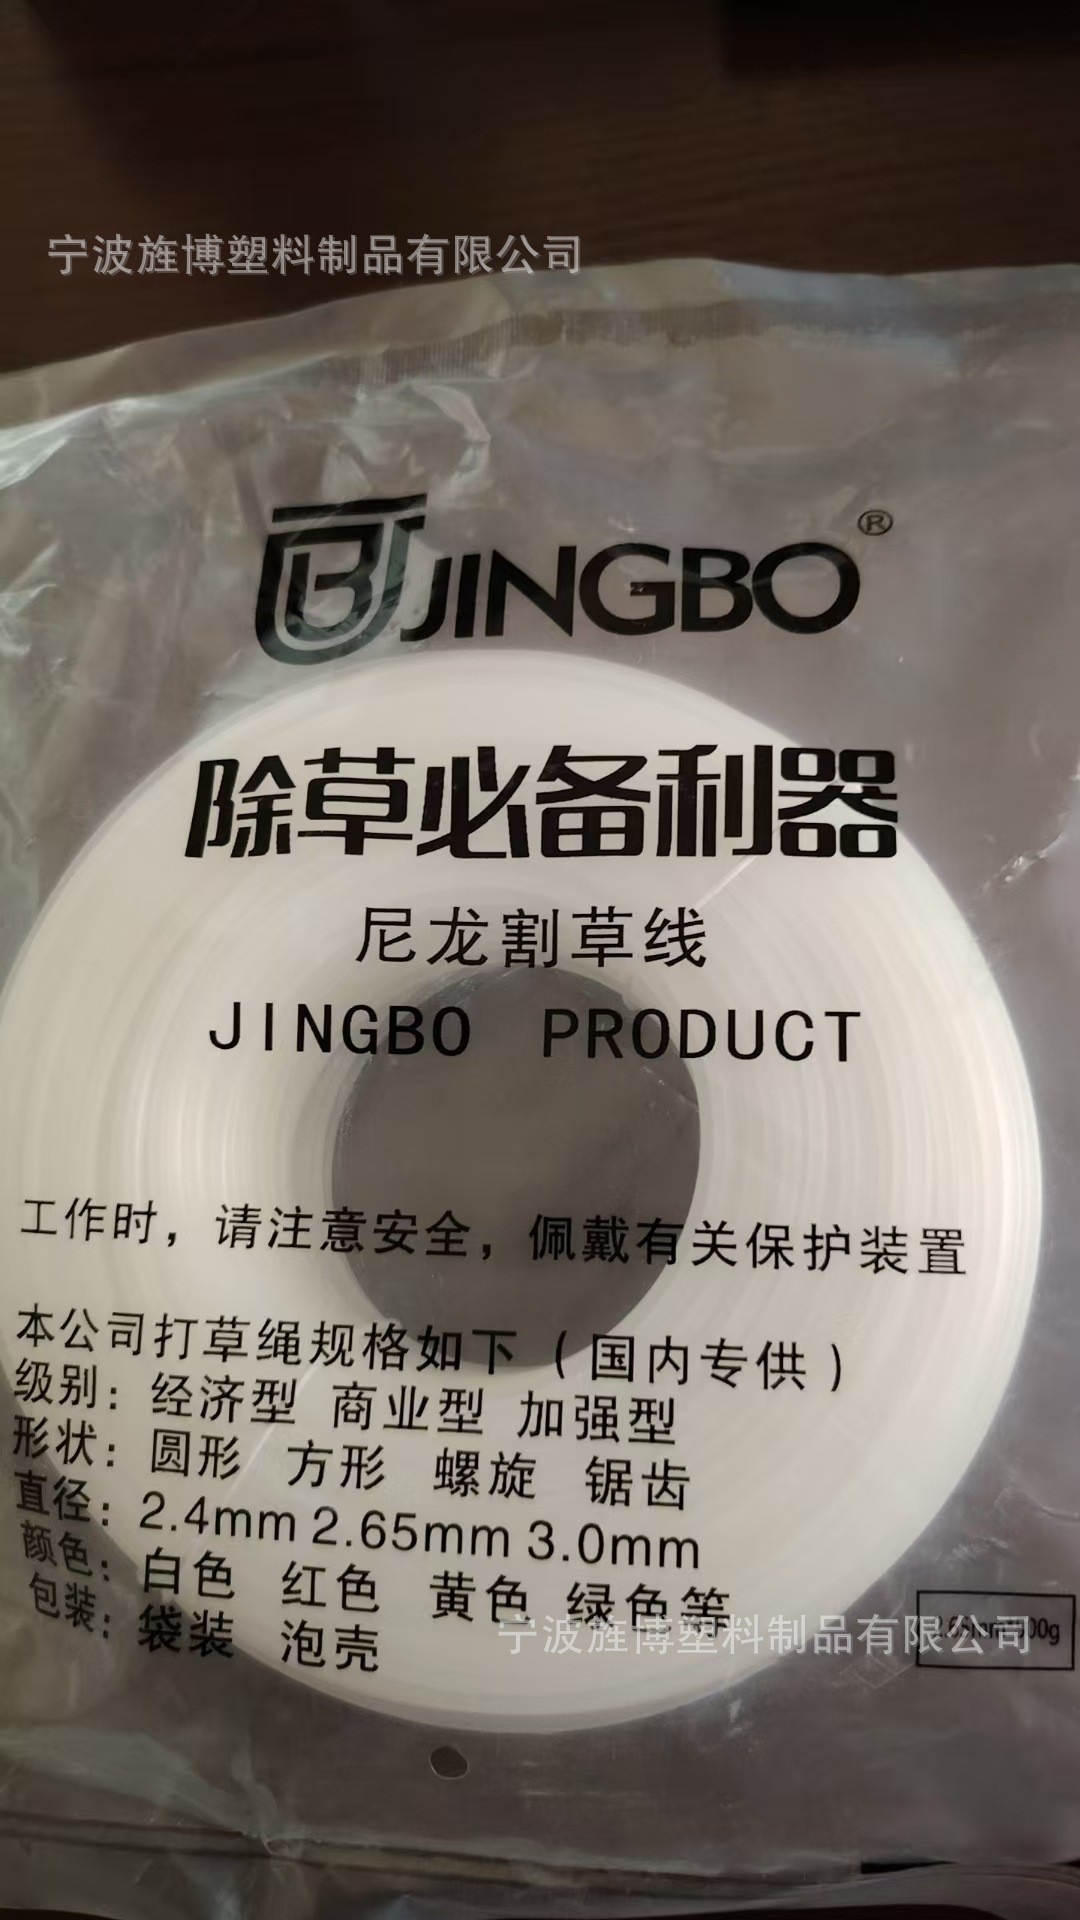 宁波旌博塑料制品有限公司
JINGBO®
除草必备利器
尼龙割草线
JINGBO PRODUCT
工作时，请注意安全，佩戴有关保护装置
本公司打草绳规格如下（国内专供）
级别：经济型 商业型 加强型
形状：圆形 方形 螺旋 锯齿
直径：2.4mm 2.65mm 3.0mm
颜色：白色 红色 黄色 绿色等
包装：袋装 泡壳
宁波旌博塑料制品有限公司